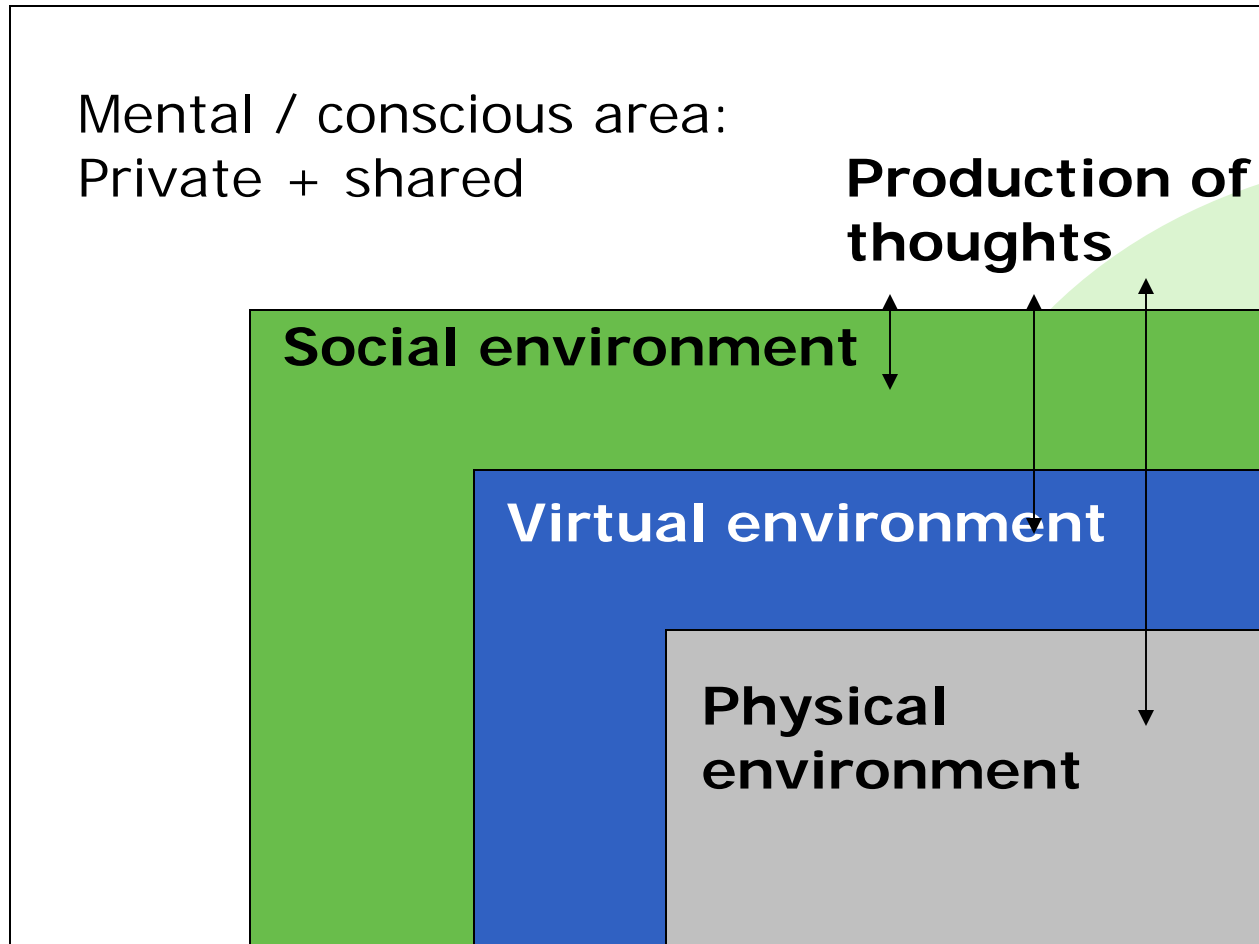 Mental / conscious area:
Private + shared
Production of
thoughts
Social environment
Virtual environment
Physical
environment